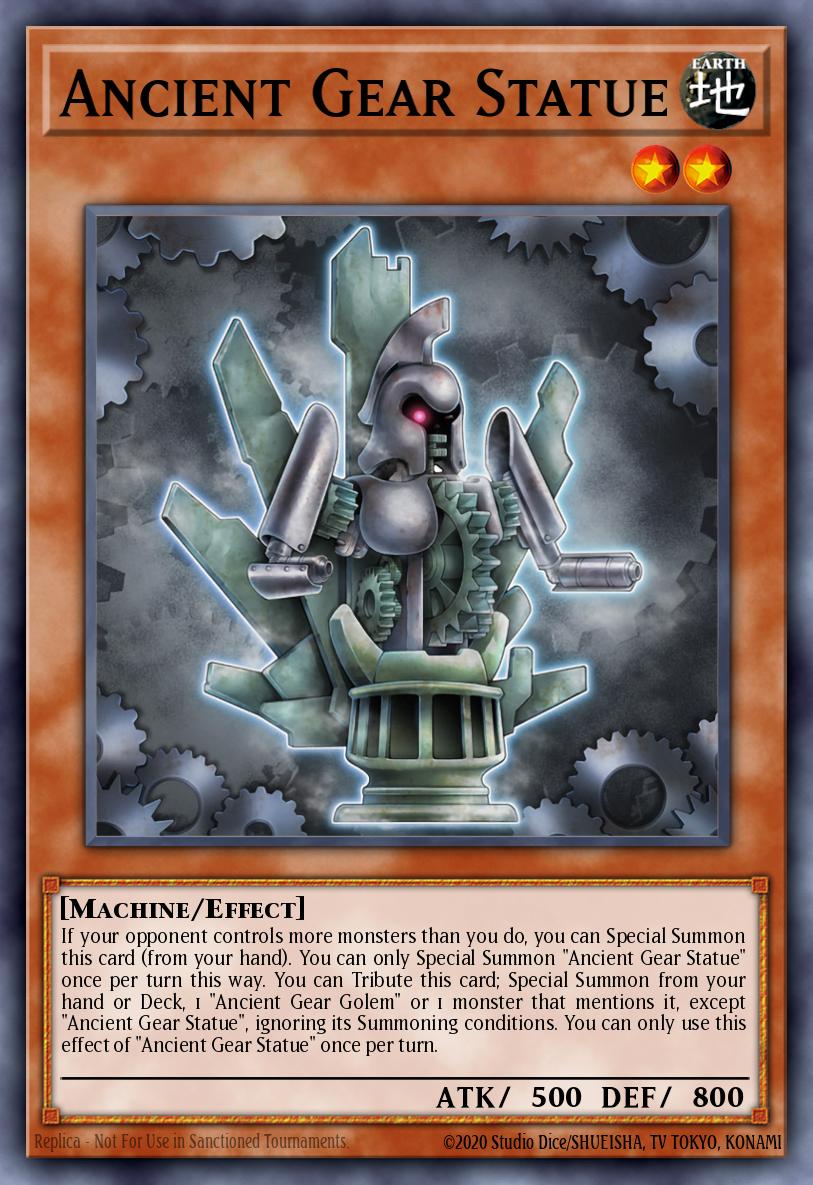 ANCIENT GEAR STATUE
EARTH
地
[MACHINE/EFFECT]
If your opponent controls more monsters than you do, you can Special Summon
this card (from your hand). You can only Special Summon "Ancient Gear Statue"
once per turn this way. You can Tribute this card; Special Summon from your
hand or Deck, 1 "Ancient Gear Golem" or 1 monster that mentions it, except
"Ancient Gear Statue", ignoring its Summoning conditions. You can only use this
effect of "Ancient Gear Statue" once per turn.
ATK/ 500 DEF/ 800
Replica - Not For Use in Sanctioned Tournaments.
©2020 Studio Dice/SHUEISHA, TV TOKYO, KONAMI